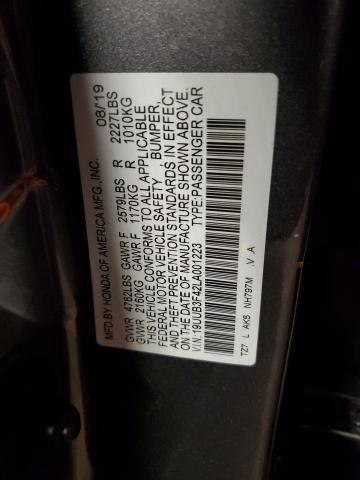 MFD.BY HONDA OF AMERICA MFG.,INC. 08/19
GVWR 4762LBS GAWR F 2579LBS R 2227LBS
GVWR 2160KG GAWR F 1170KG R 1010KG
THIS VEHICLE CONFORMS TO ALL APPLICABLE
FEDERAL MOTOR VEHICLE SAFETY , BUMPER,
AND THEFT PREVENTION STANDARDS IN EFFECT
ON THE DATE OF MANUFACTURE SHOWN ABOVE.
V.I.N:19UUB3F42LA001223 TYPE:PASSENGER CAR
TZ7 L AKS NH797M .V .A